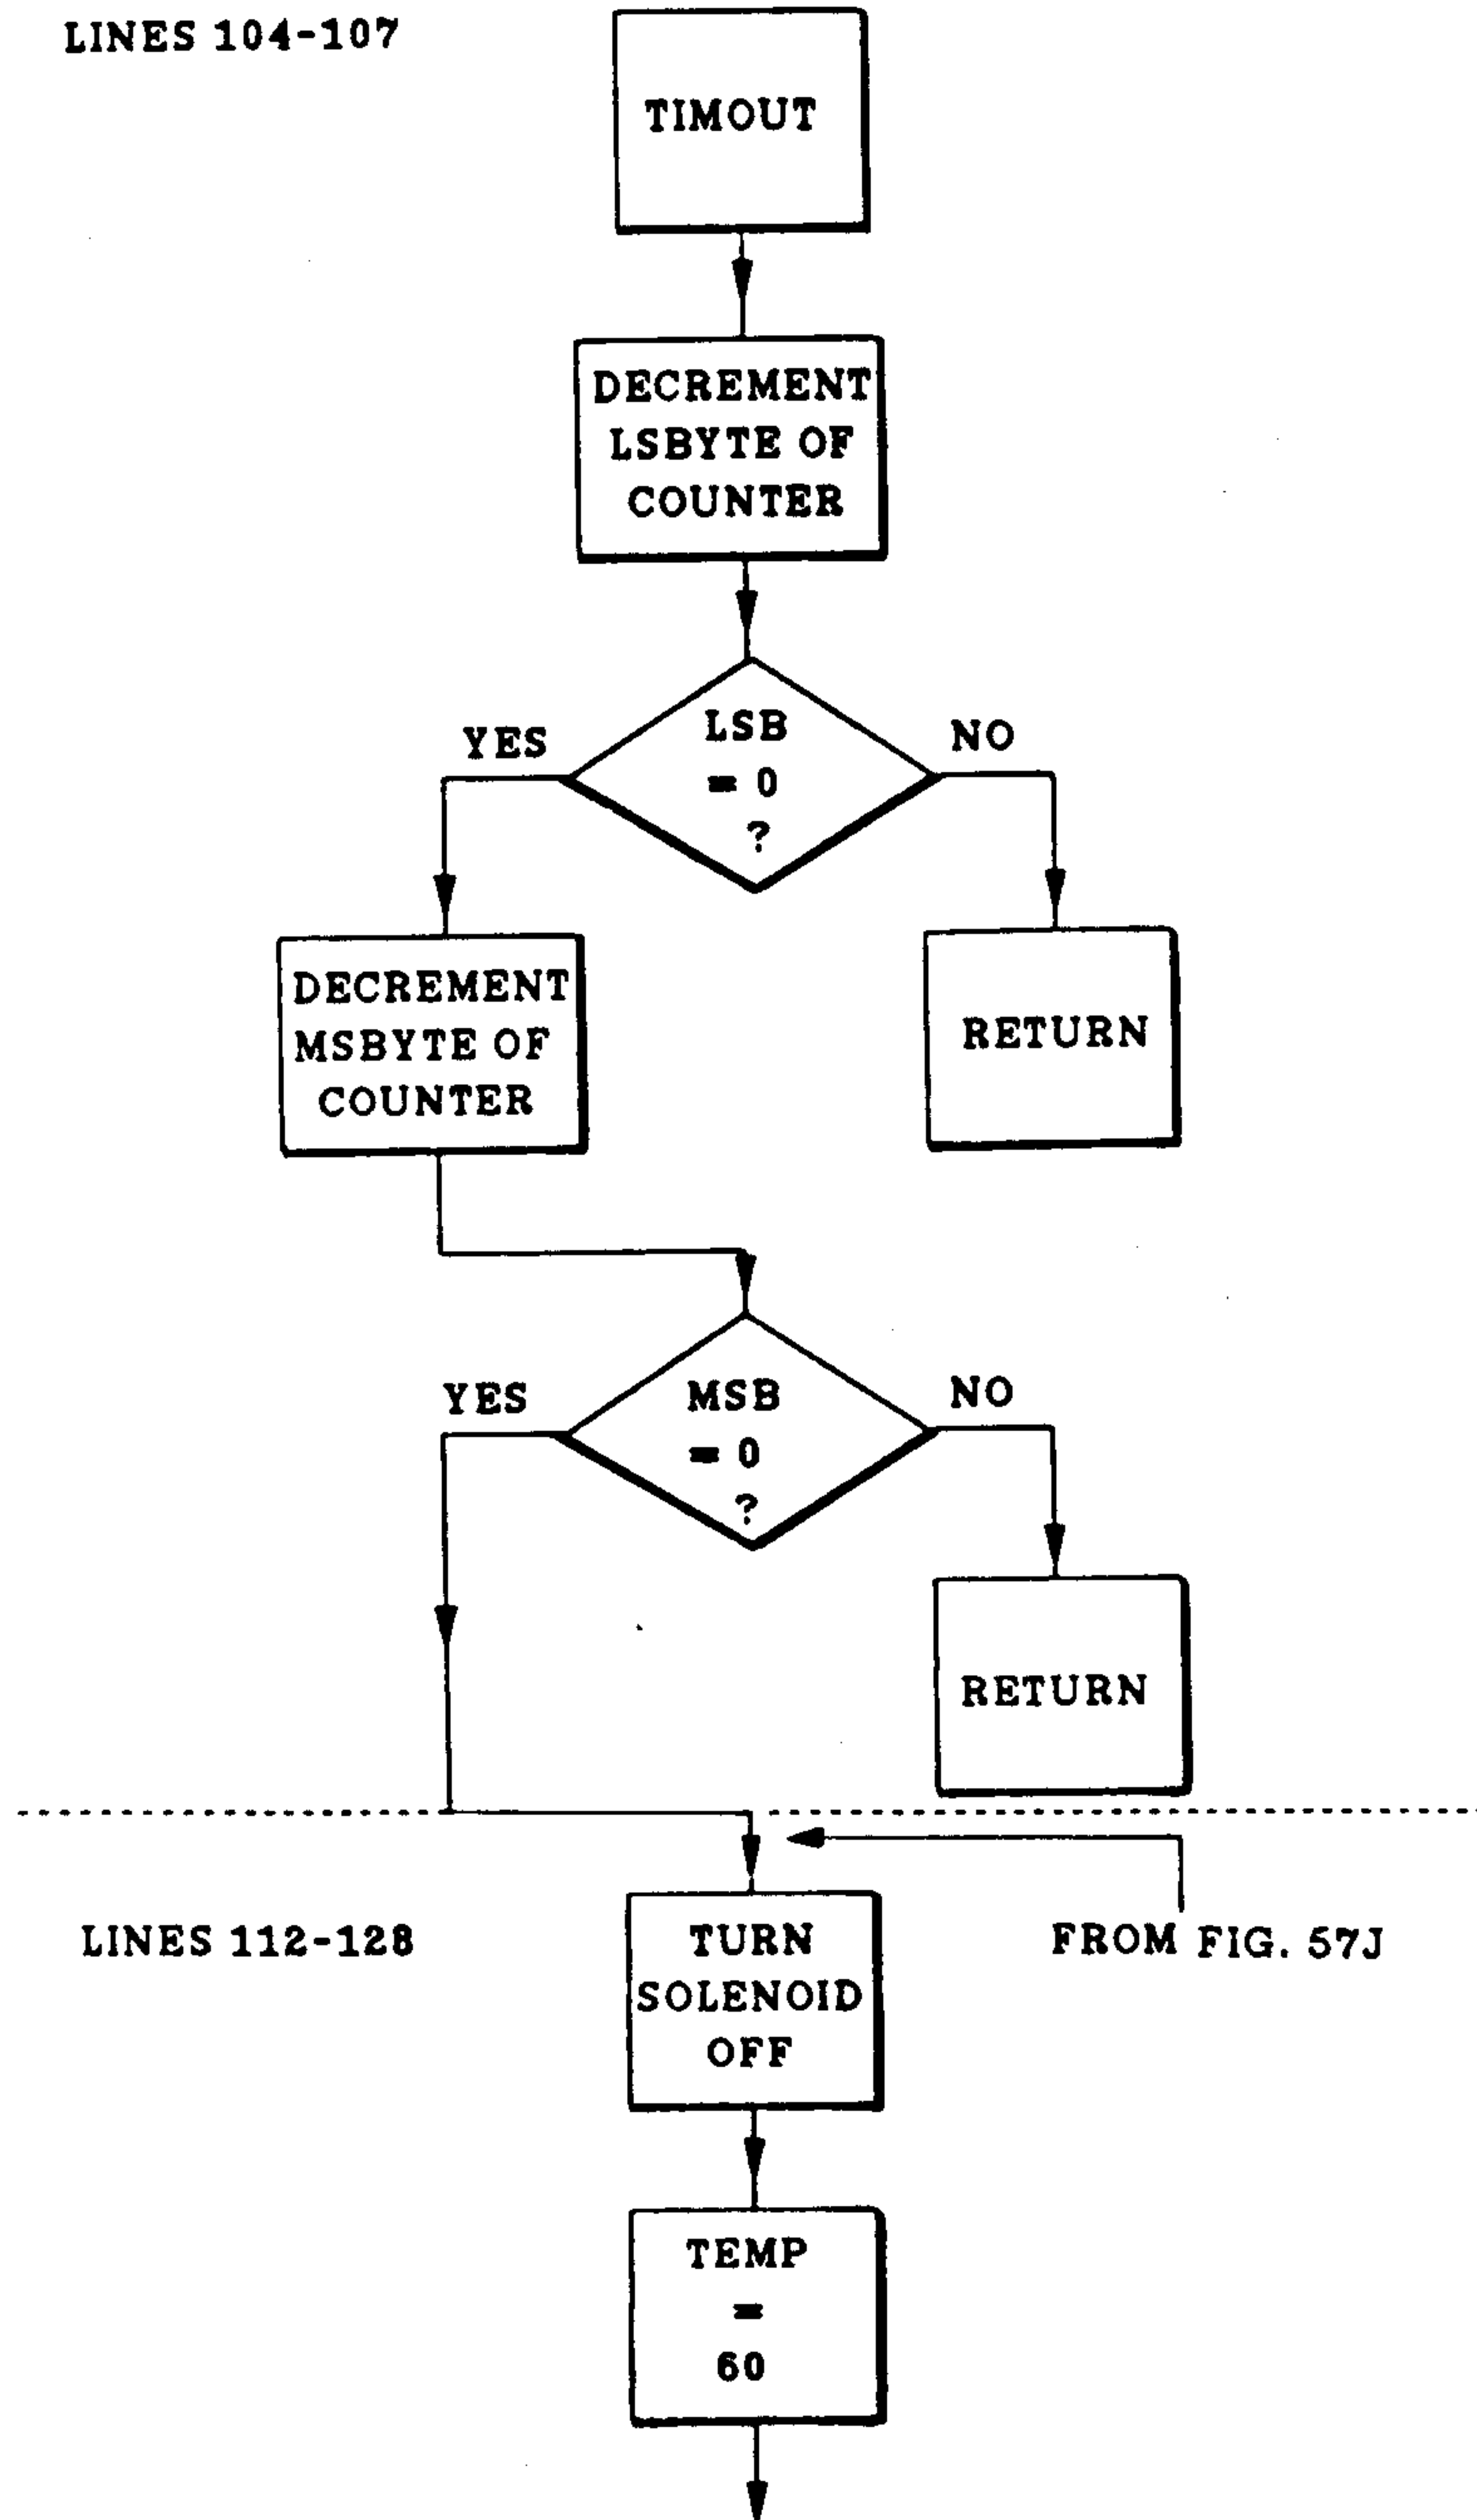 LINES 104-107
TIMOUT
DECREMENT
LSBYTE OF
COUNTER
YES
LSB
= 0
?
NO
DECREMENT
MSBYTE OF
COUNTER
RETURN
YES
MSB
= 0
?
NO
RETURN
LINES 112-128
TURN
SOLENOID
OFF
FROM FIG. 57J
TEMP
=
60